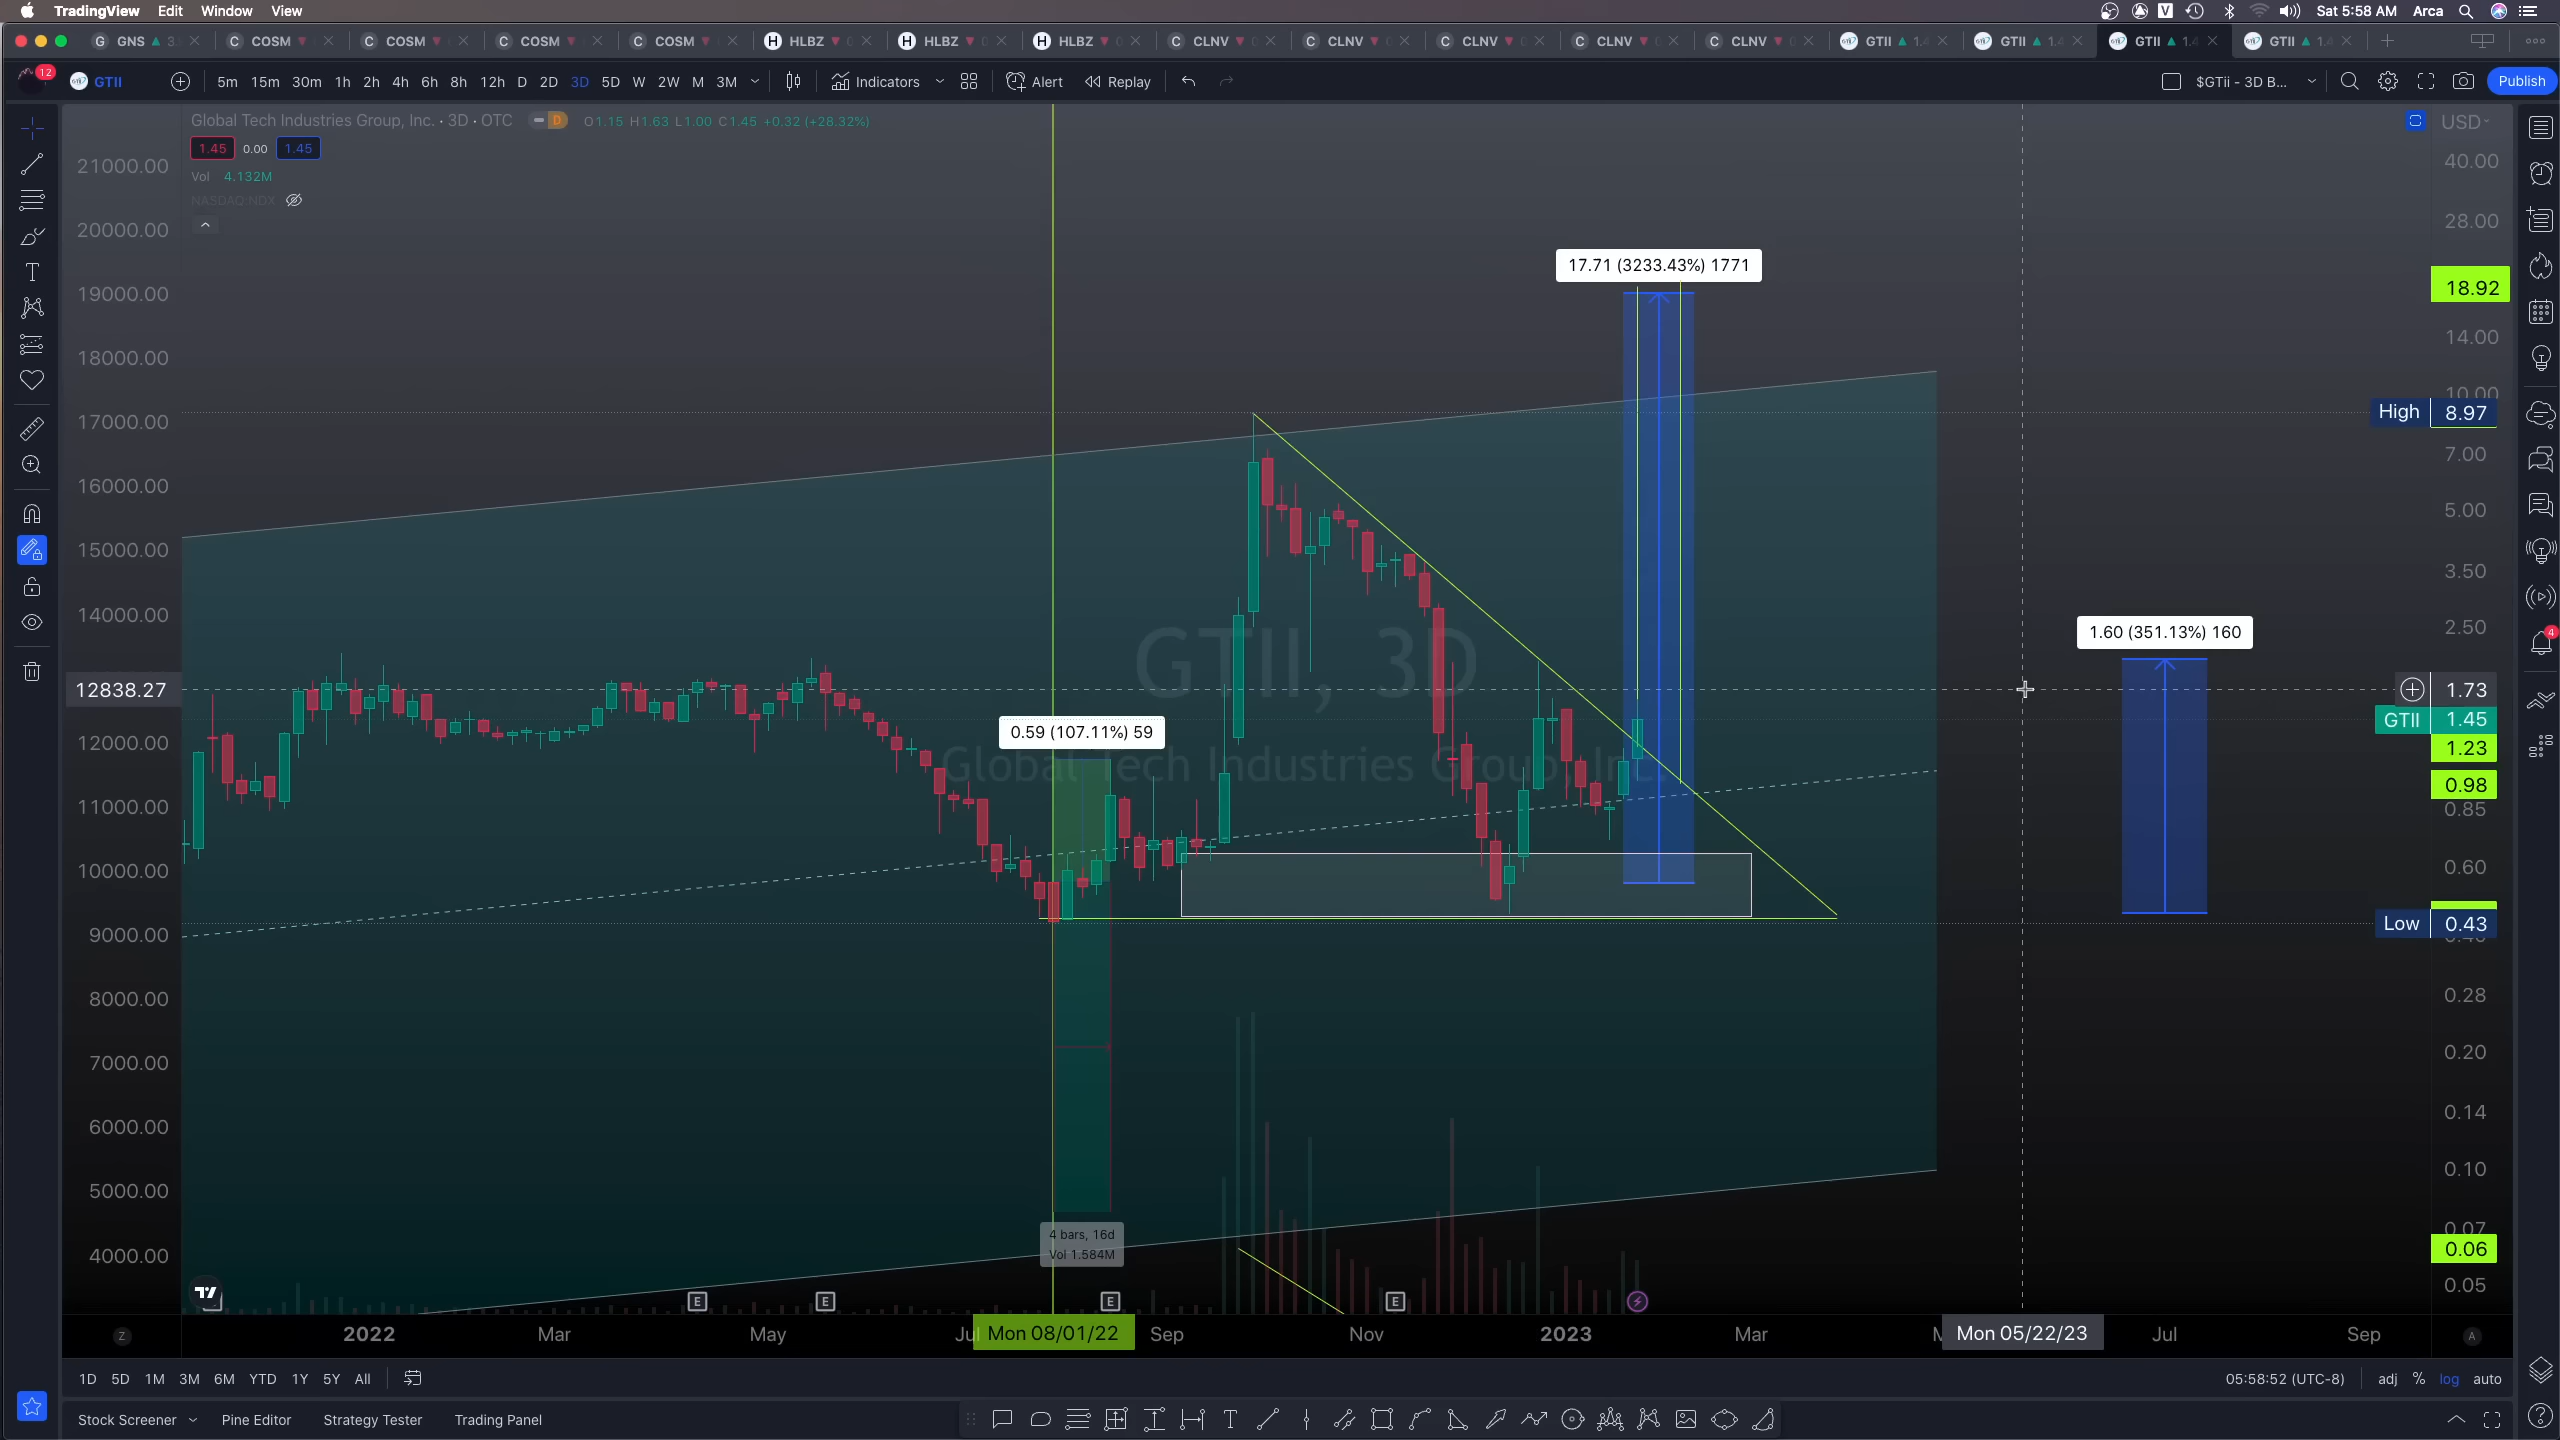 TradingView Edit Window View
Sat 5:58 AM Arca
GNS COSM COSM COSM COSM HLBZ HLBZ HLBZ CLNV CLNV CLNV CLNV CLNV GTII GTII GTII GTII
12 GTII 5m 15m 30m 1h 2h 4h 6h 8h 12h D 2D 3D 5D W 2W M 3M Indicators Alert Replay $GTii - 3D B... Publish
Global Tech Industries Group, Inc. · 3D · OTC D O1.15 H1.63 L1.00 C1.45 +0.32 (+28.32%)
USD
1.45 0.00 1.45
Vol 4.132M
NASDAQ:NDX
21000.00
20000.00
19000.00
18000.00
17000.00
16000.00
15000.00
14000.00
12838.27
12000.00
11000.00
10000.00
9000.00
8000.00
7000.00
6000.00
5000.00
4000.00
17.71 (3233.43%) 1771
1.60 (351.13%) 160
0.59 (107.11%) 59
GTII, 3D
Global Tech Industries Group, Inc.
4 bars, 16d
Vol 1.584M
40.00
28.00
18.92
14.00
10.00
High 8.97
7.00
5.00
3.50
2.50
4
1.73
GTII 1.45
1.23
0.98
0.85
0.60
Low 0.43
0.28
0.20
0.14
0.10
0.07
0.06
0.05
E E E E
Z 2022 Mar May Jul Mon 08/01/22 Sep Nov 2023 Mar Mon 05/22/23 Jul Sep A
1D 5D 1M 3M 6M YTD 1Y 5Y All
05:58:52 (UTC-8) adj % log auto
Stock Screener Pine Editor Strategy Tester Trading Panel